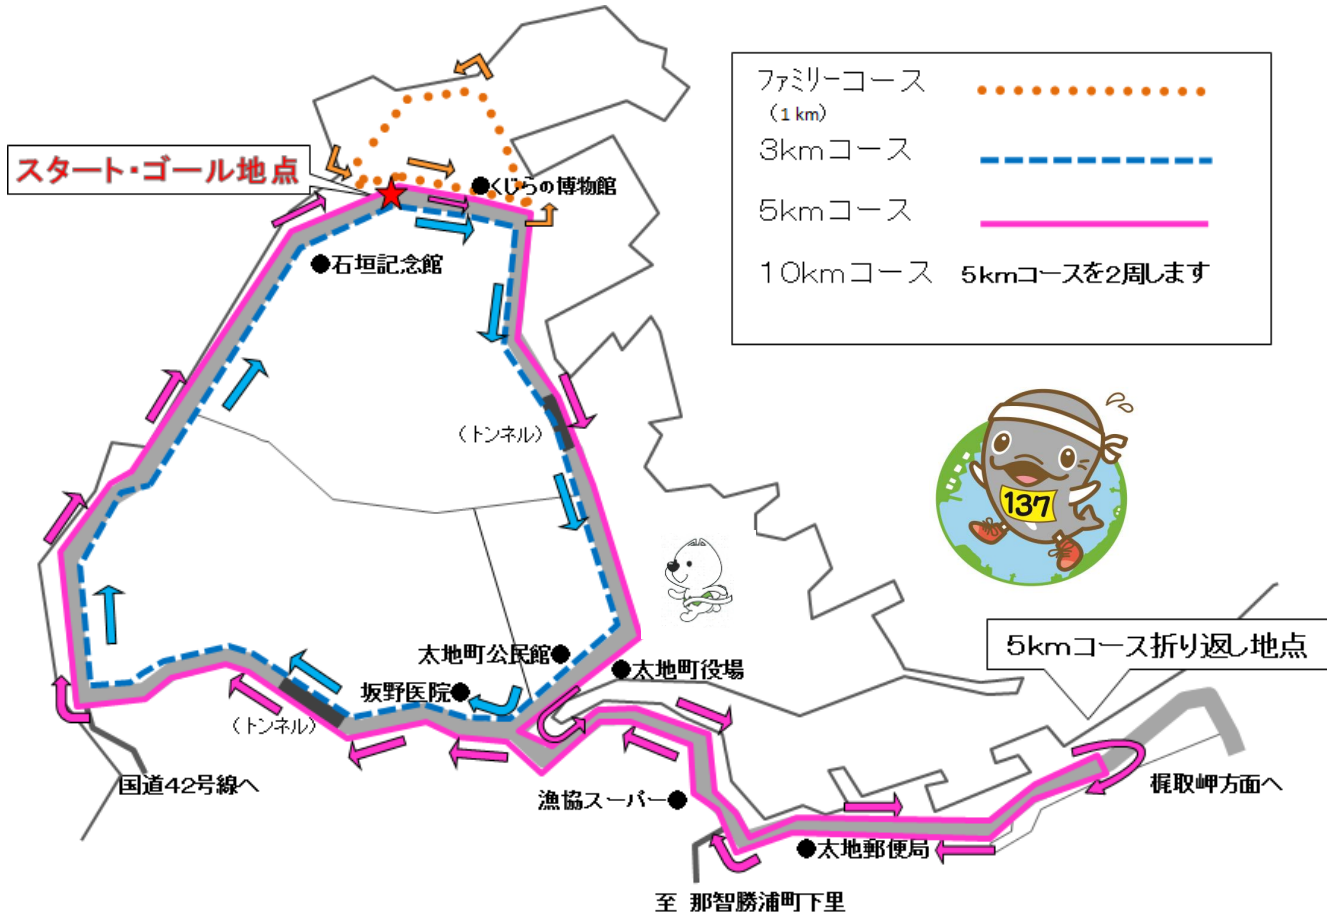 ファミリーコース
（1 km）
3kmコース
5kmコース
10kmコース 5kmコースを2周します
スタート・ゴール地点
●くじらの博物館
●石垣記念館
（トンネル）
137
太地町公民館●
●太地町役場
5kmコース折り返し地点
坂野医院●
（トンネル）
国道42号線へ
梶取岬方面へ
漁協スーパー●
●太地郵便局
至 那智勝浦町下里